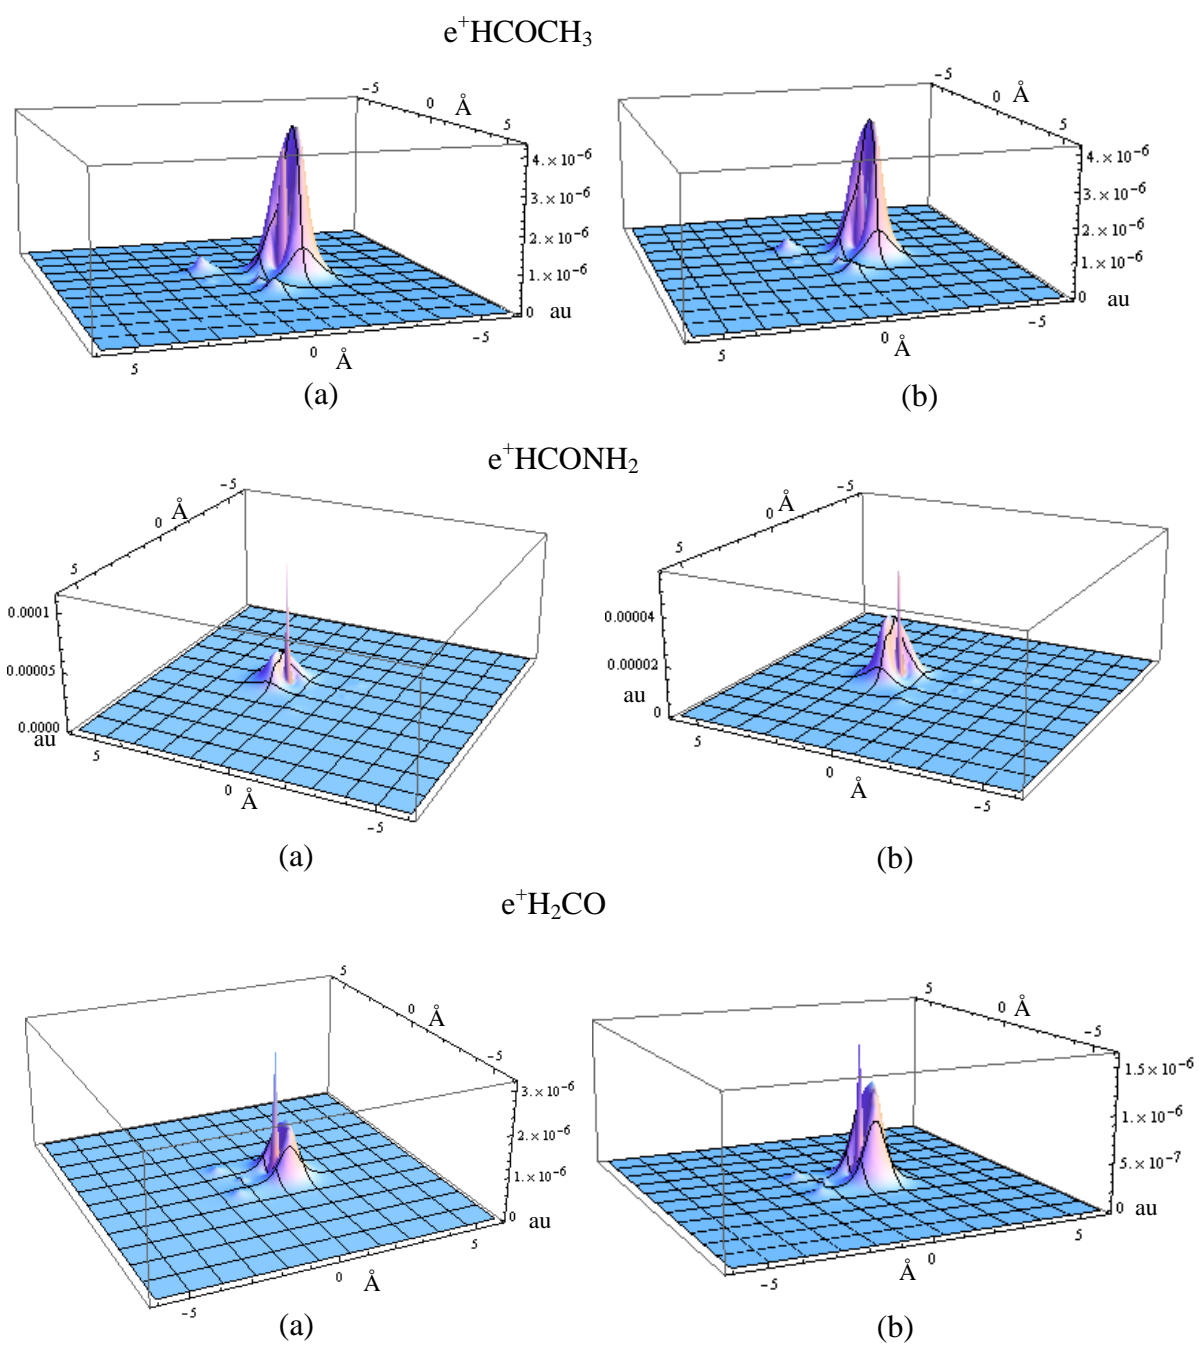 e⁺HCOCH₃
−5
0
Å
5
4.×10⁻⁶
3.×10⁻⁶
2.×10⁻⁶
1.×10⁻⁶
0
au
−5
0
Å
5
(a)
−5
0
Å
5
4.×10⁻⁶
3.×10⁻⁶
2.×10⁻⁶
1.×10⁻⁶
0
au
−5
0
Å
5
(b)
e⁺HCONH₂
−5
0
Å
5
0.0001
0.00005
0.0000
au
5
0
Å
−5
(a)
−5
0
Å
5
0.00004
0.00002
au
0
5
0
Å
−5
(b)
e⁺H₂CO
5
0
Å
−5
3.×10⁻⁶
2.×10⁻⁶
1.×10⁻⁶
0
au
5
0
Å
−5
(a)
5
0
Å
−5
1.5×10⁻⁶
1.×10⁻⁶
5.×10⁻⁷
0
au
5
0
Å
−5
(b)